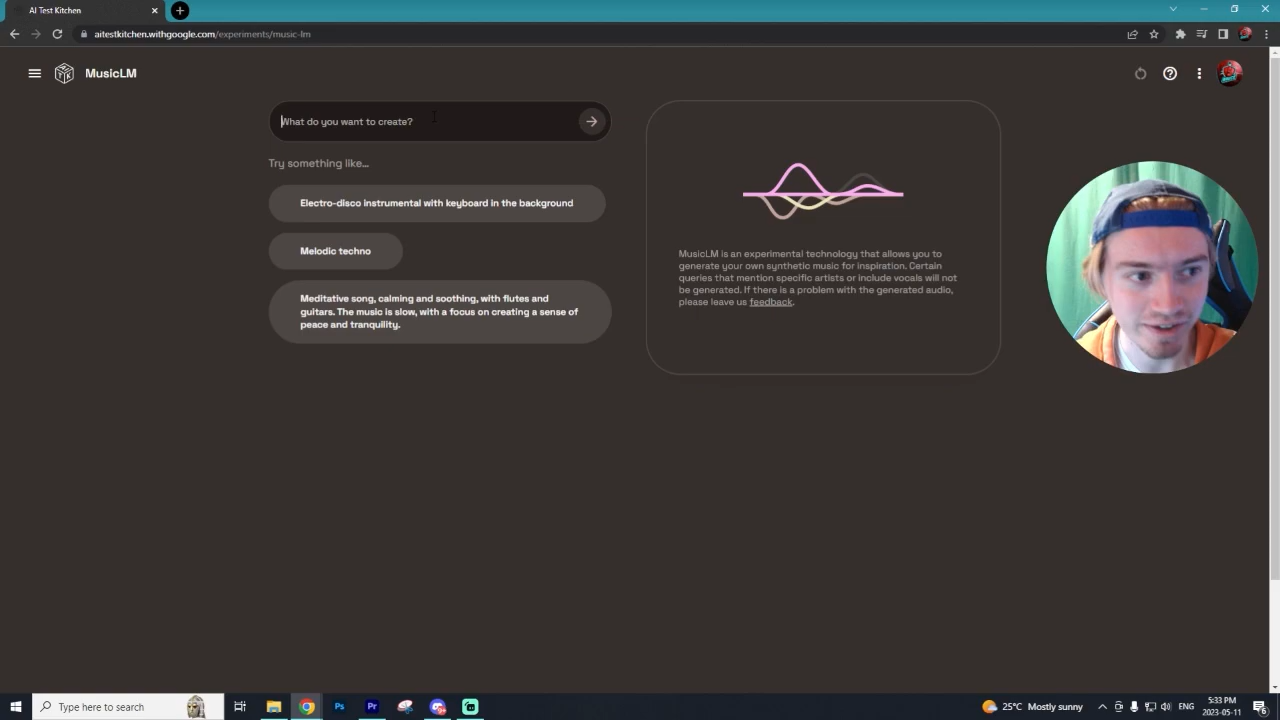 AI Test Kitchen
aitestkitchen.withgoogle.com/experiments/music-lm
MusicLM
What do you want to create?
Try something like...
Electro-disco instrumental with keyboard in the background
Melodic techno
Meditative song, calming and soothing, with flutes and
guitars. The music is slow, with a focus on creating a sense of
peace and tranquility.
MusicLM is an experimental technology that allows you to
generate your own synthetic music for inspiration. Certain
queries that mention specific artists or include vocals will not
be generated. If there is a problem with the generated audio,
please leave us feedback.
Type here to search
Ps
Pr
25°C Mostly sunny
ENG
5:33 PM
2023-05-11